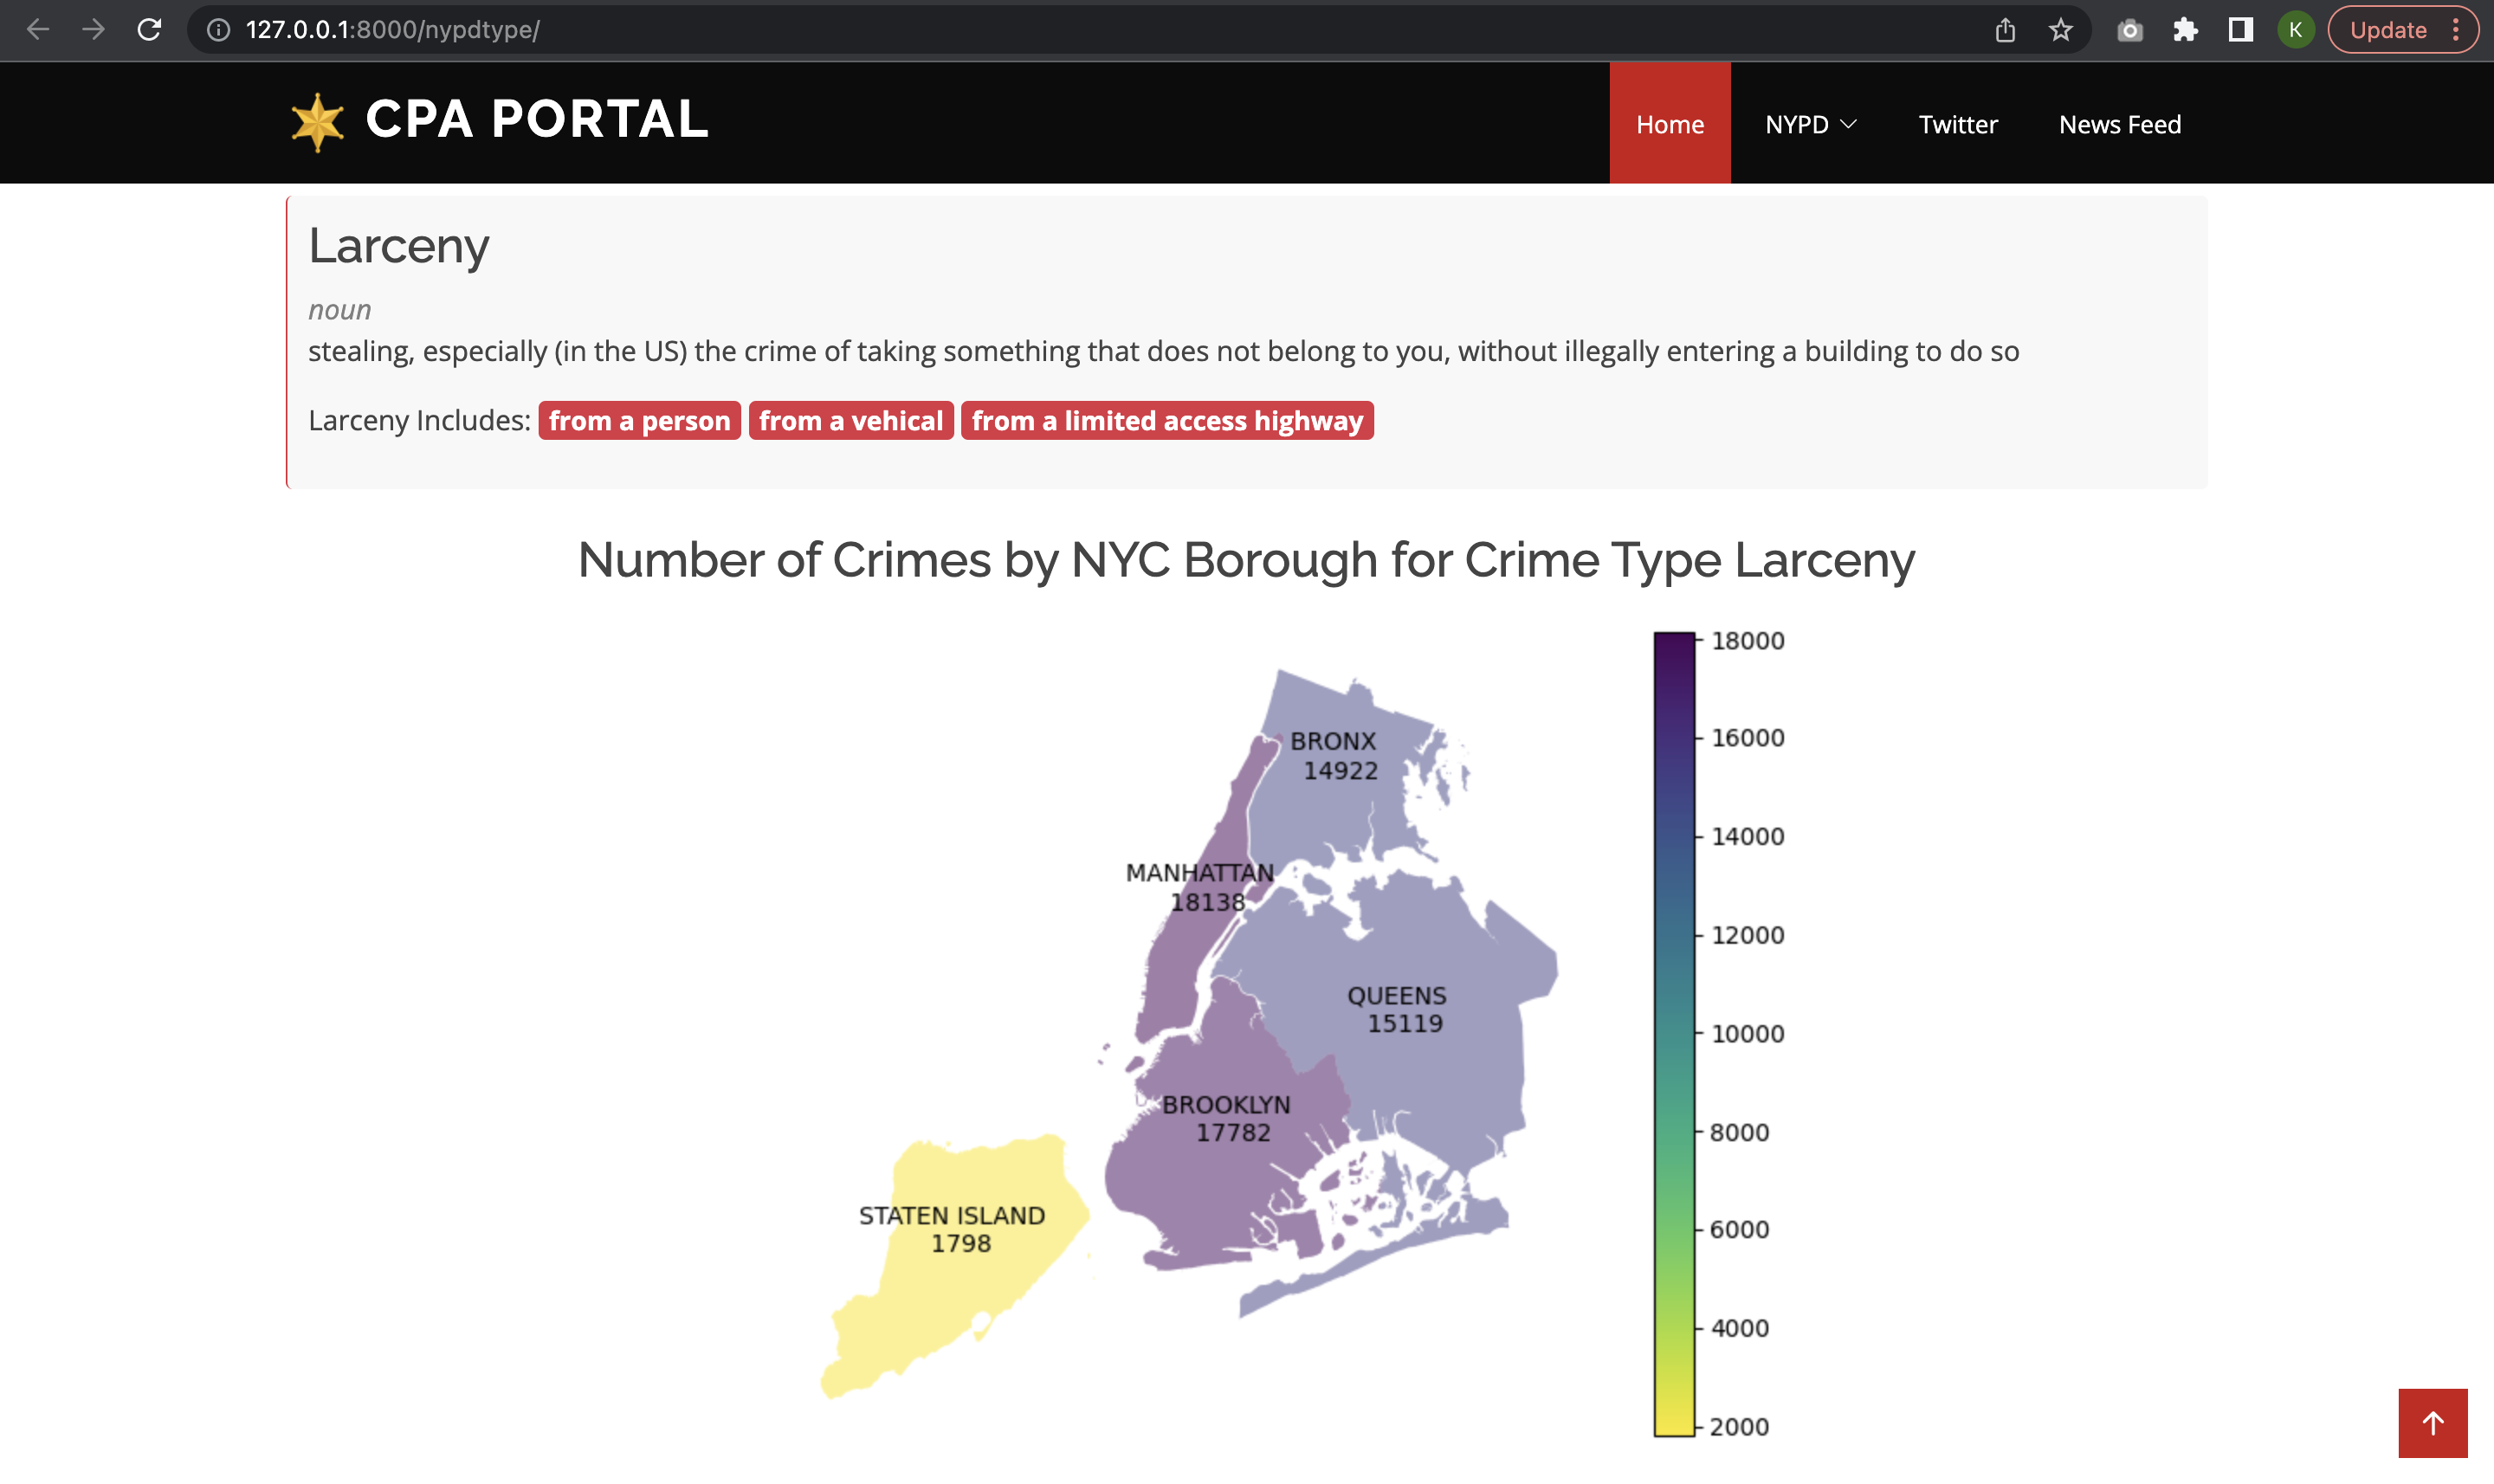 127.0.0.1:8000/nypdtype/
K
Update
CPA PORTAL
Home
NYPD
Twitter
News Feed
Larceny
noun
stealing, especially (in the US) the crime of taking something that does not belong to you, without illegally entering a building to do so
Larceny Includes: from a person from a vehical from a limited access highway
Number of Crimes by NYC Borough for Crime Type Larceny
BRONX
14922
MANHATTAN
18138
QUEENS
15119
BROOKLYN
17782
STATEN ISLAND
1798
18000
16000
14000
12000
10000
8000
6000
4000
2000